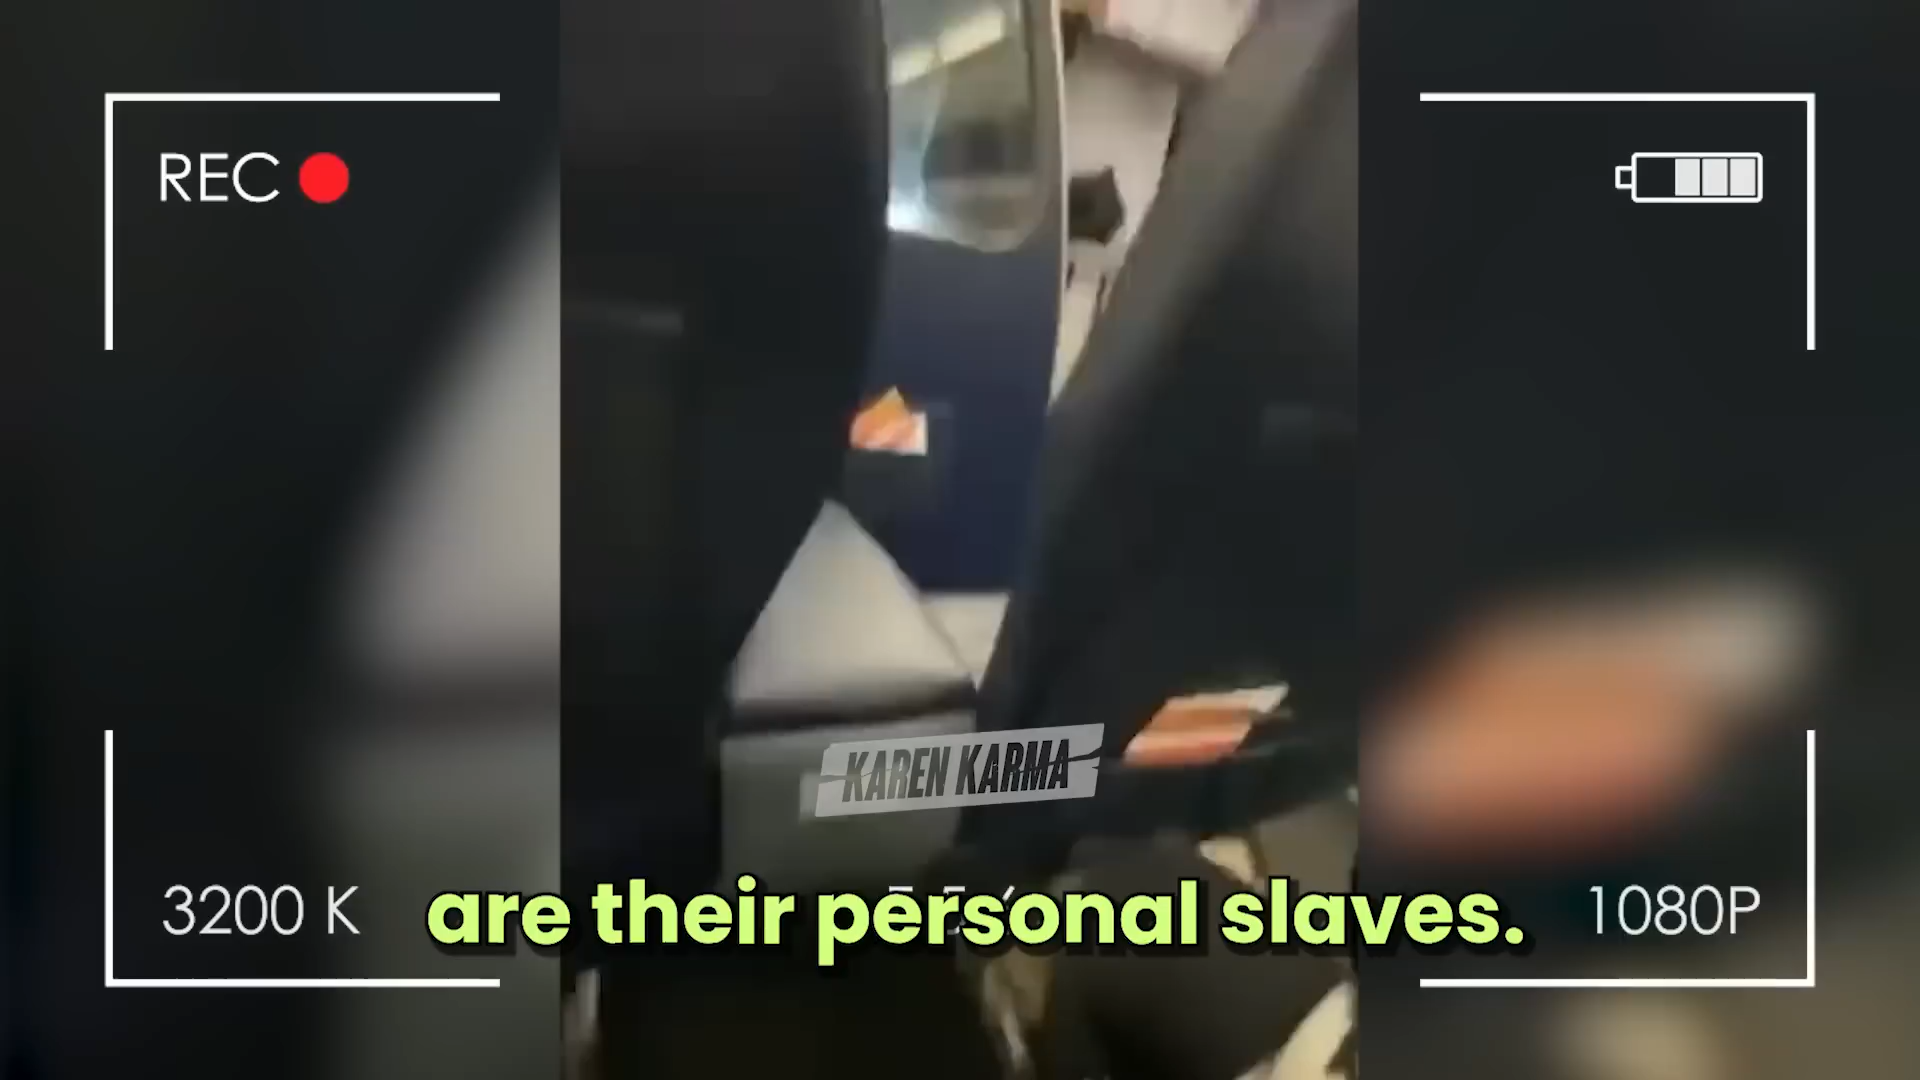 REC
KAREN KARMA
3200 K
are their personal slaves.
1080P